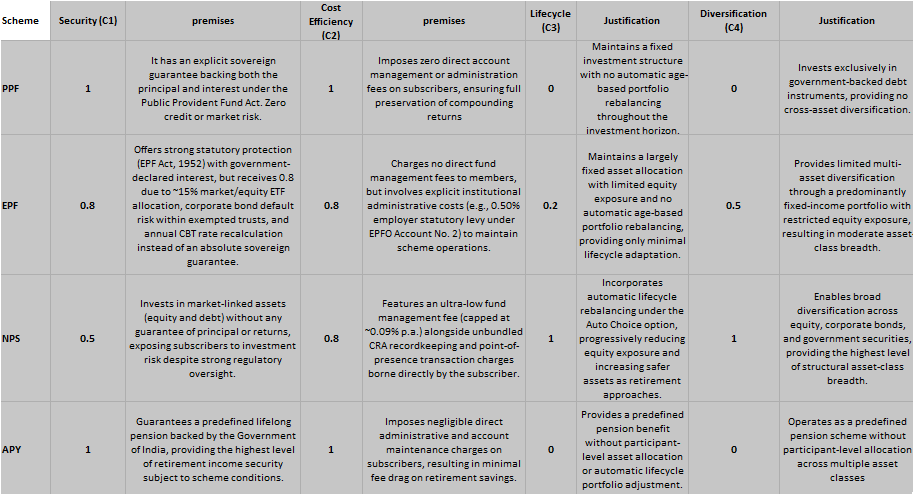 Scheme
Security (C1)
premises
Cost
Efficiency
(C2)
premises
Lifecycle
(C3)
Justification
Diversification
(C4)
Justification
PPF
1
It has an explicit sovereign
guarantee backing both the
principal and interest under the
Public Provident Fund Act. Zero
credit or market risk.
1
Imposes zero direct account
management or administration
fees on subscribers, ensuring full
preservation of compounding
returns
0
Maintains a fixed
investment structure
with no automatic age-
based portfolio
rebalancing
throughout the
investment horizon.
0
Invests exclusively in
government-backed debt
instruments, providing no
cross-asset diversification.
EPF
0.8
Offers strong statutory protection
(EPF Act, 1952) with government-
declared interest, but receives 0.8
due to ~15% market/equity ETF
allocation, corporate bond default
risk within exempted trusts, and
annual CBT rate recalculation
instead of an absolute sovereign
guarantee.
0.8
Charges no direct fund
management fees to members,
but involves explicit institutional
administrative costs (e.g., 0.50%
employer statutory levy under
EPFO Account No. 2) to maintain
scheme operations.
0.2
Maintains a largely
fixed asset allocation
with limited equity
exposure and no
automatic age-based
portfolio rebalancing,
providing only minimal
lifecycle adaptation.
0.5
Provides limited multi-
asset diversification
through a predominantly
fixed-income portfolio with
restricted equity exposure,
resulting in moderate asset-
class breadth.
NPS
0.5
Invests in market-linked assets
(equity and debt) without any
guarantee of principal or returns,
exposing subscribers to investment
risk despite strong regulatory
oversight.
0.8
Features an ultra-low fund
management fee (capped at
~0.09% p.a.) alongside unbundled
CRA recordkeeping and point-of-
presence transaction charges
borne directly by the subscriber.
1
Incorporates
automatic lifecycle
rebalancing under the
Auto Choice option,
progressively reducing
equity exposure and
increasing safer
assets as retirement
approaches.
1
Enables broad
diversification across
equity, corporate bonds,
and government securities,
providing the highest level
of structural asset-class
breadth.
APY
1
Guarantees a predefined lifelong
pension backed by the Government
of India, providing the highest level
of retirement income security
subject to scheme conditions.
1
Imposes negligible direct
administrative and account
maintenance charges on
subscribers, resulting in minimal
fee drag on retirement savings.
0
Provides a predefined
pension benefit
without participant-
level asset allocation
or automatic lifecycle
portfolio adjustment.
0
Operates as a predefined
pension scheme without
participant-level allocation
across multiple asset
classes